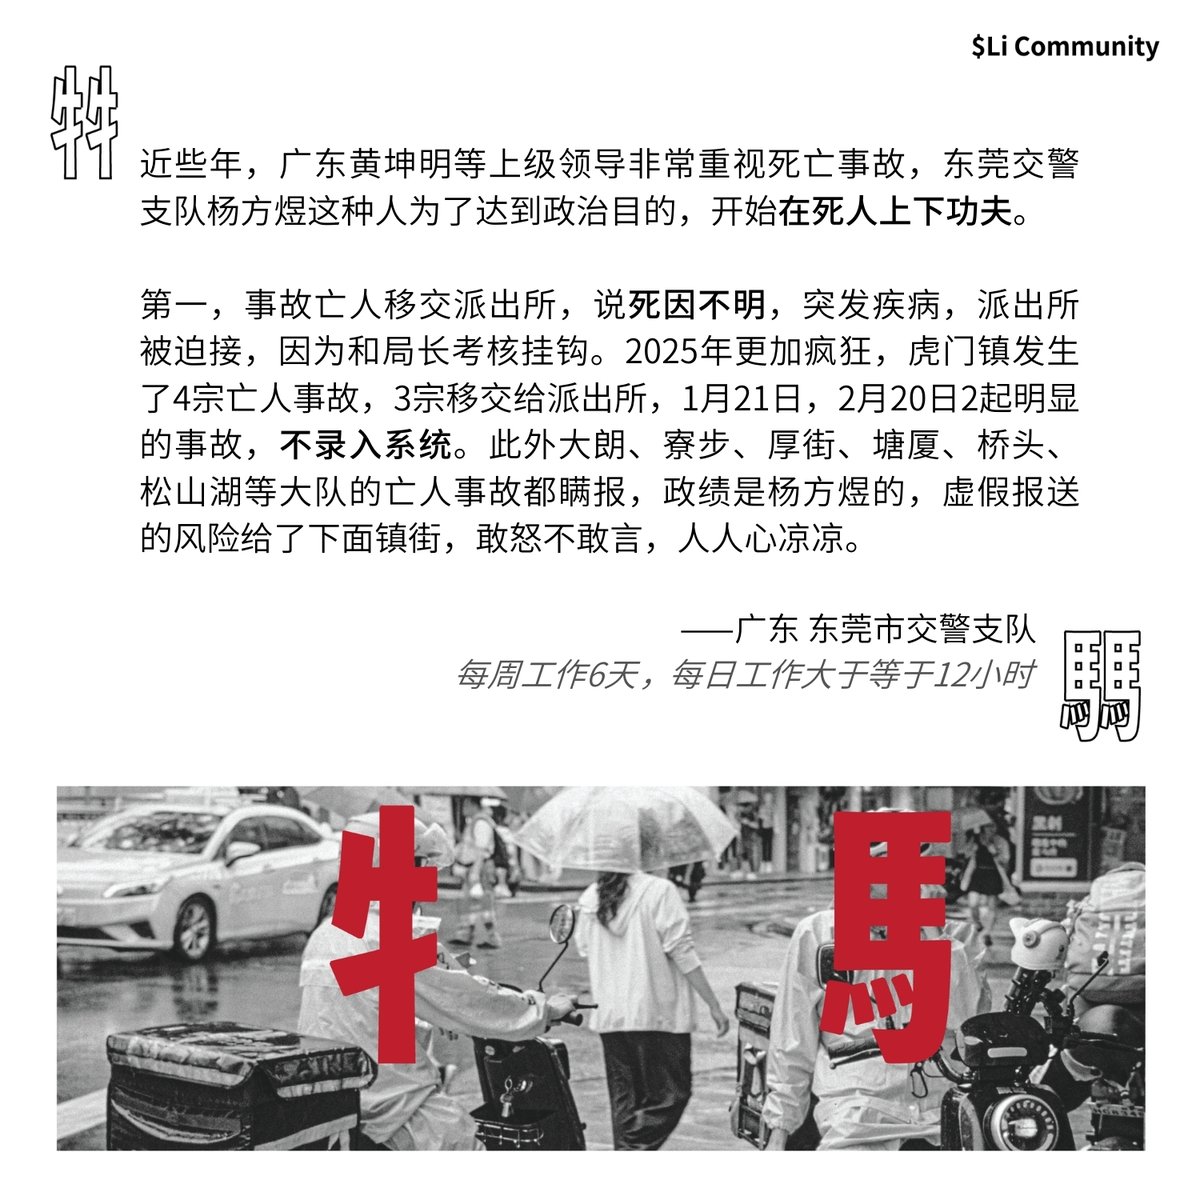 $Li Community
牜牜
近些年，广东黄坤明等上级领导非常重视死亡事故，东莞交警
支队杨方煜这种人为了达到政治目的，开始在死人上下功夫。
第一，事故亡人移交派出所，说死因不明，突发疾病，派出所
被迫接，因为和局长考核挂钩。2025年更加疯狂，虎门镇发生
了4宗亡人事故，3宗移交给派出所，1月21日，2月20日2起明显
的事故，不录入系统。此外大朗、寮步、厚街、塘厦、桥头、
松山湖等大队的亡人事故都瞒报，政绩是杨方煜的，虚假报送
的风险给了下面镇街，敢怒不敢言，人人心凉凉。
——广东 东莞市交警支队
每周工作6天，每日工作大于等于12小时
馬馬
牜 馬